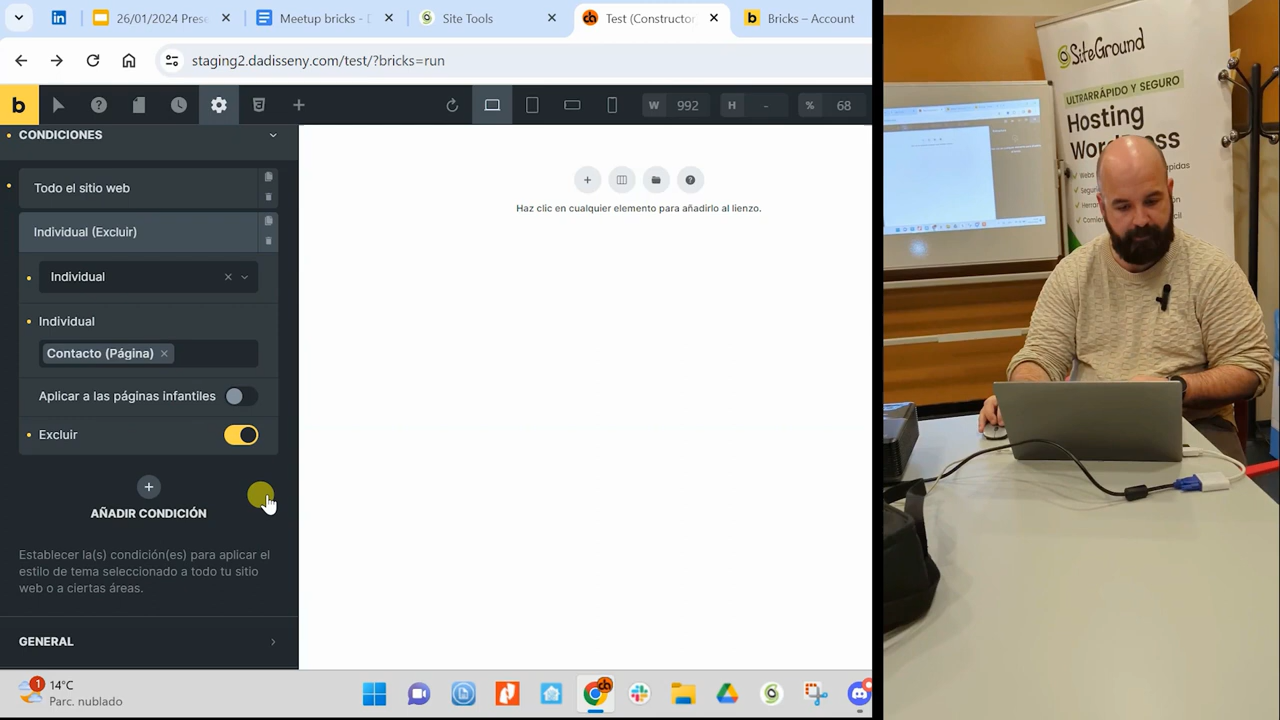 26/01/2024 Prese
Meetup bricks - D
Site Tools
Test (Constructo
Bricks – Account
staging2.dadisseny.com/test/?bricks=run
b
W 992 H - % 68
CONDICIONES
Todo el sitio web
Individual (Excluir)
Individual
Individual
Contacto (Página)
Aplicar a las páginas infantiles
Excluir
AÑADIR CONDICIÓN
Establecer la(s) condición(es) para aplicar el
estilo de tema seleccionado a todo tu sitio
web o a ciertas áreas.
GENERAL
Haz clic en cualquier elemento para añadirlo al lienzo.
1
14°C
Parc. nublado
SiteGround
ULTRARRÁPIDO Y SEGURO
Hosting